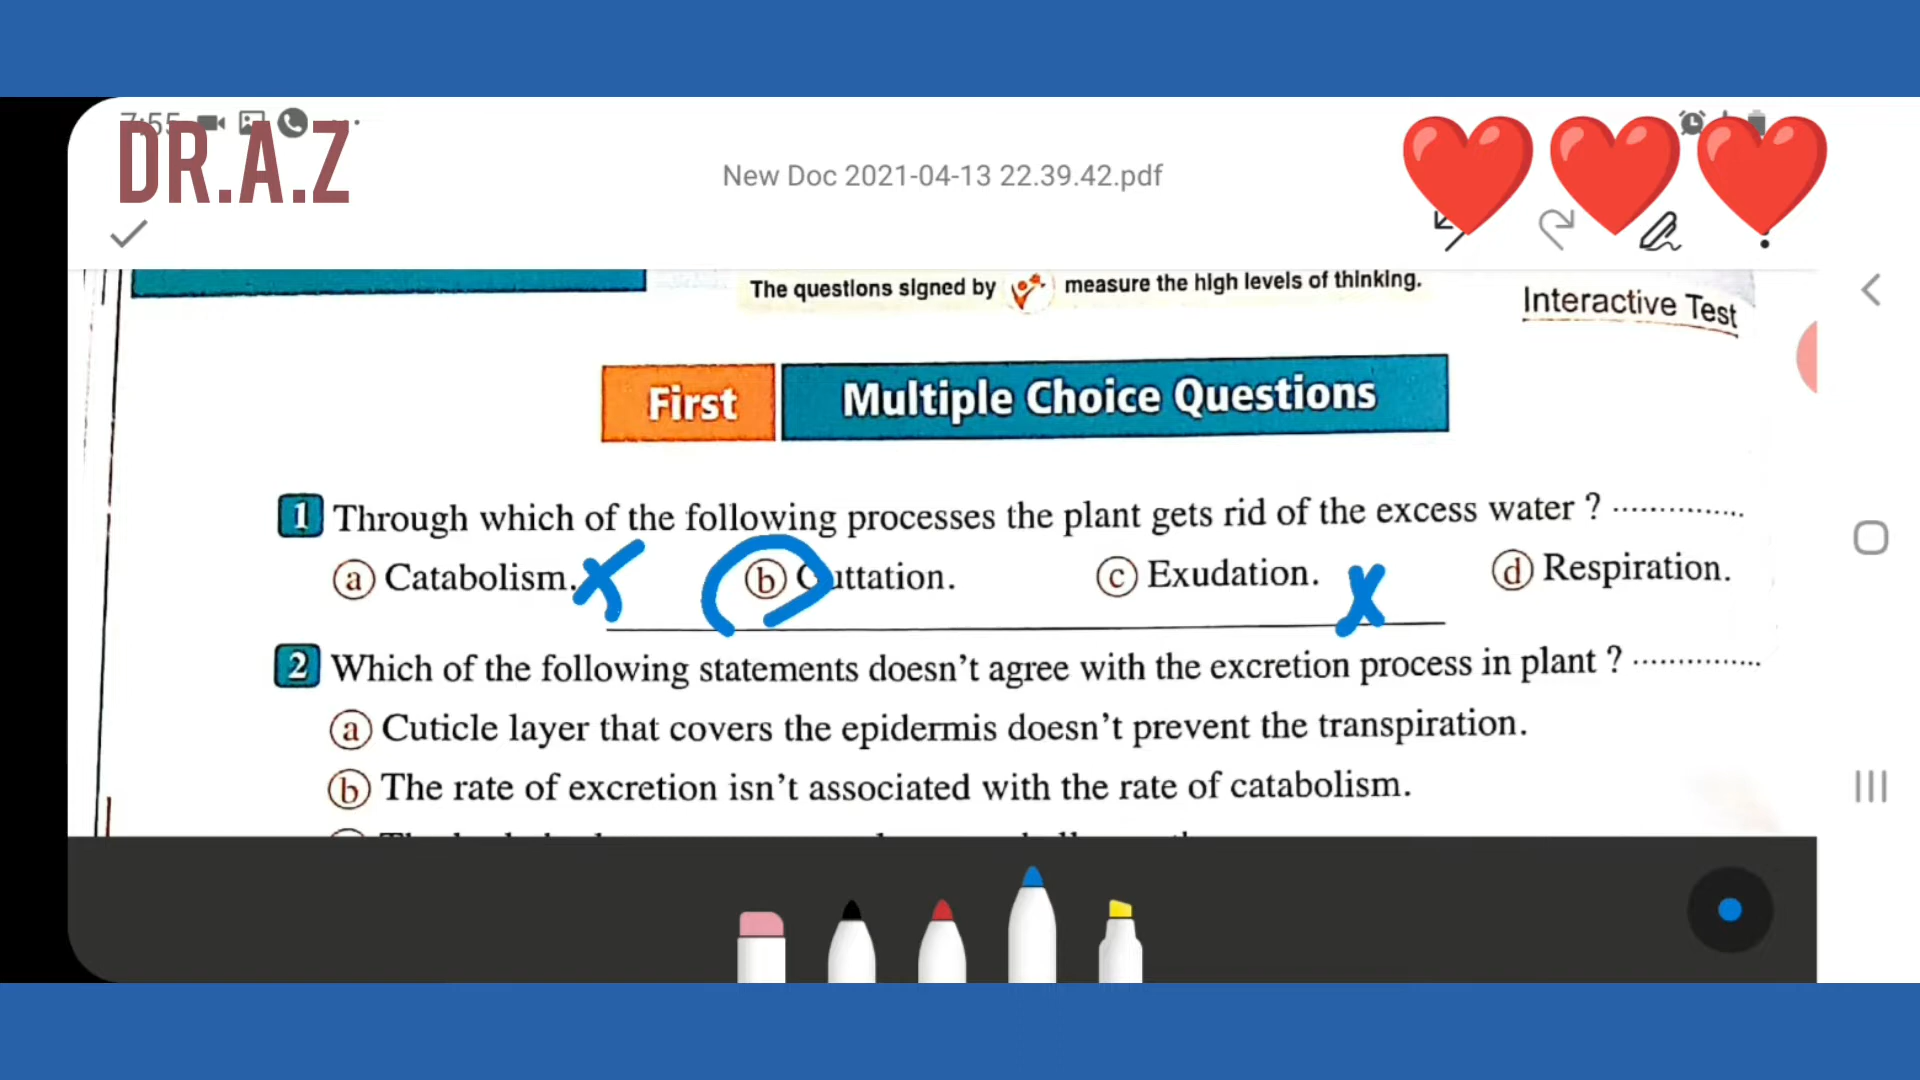 7:55
DR.A.Z
New Doc 2021-04-13 22.39.42.pdf
The questions signed by measure the high levels of thinking.
Interactive Test
First Multiple Choice Questions
1 Through which of the following processes the plant gets rid of the excess water ? ..............
a Catabolism. b Guttation. c Exudation. d Respiration.
2 Which of the following statements doesn't agree with the excretion process in plant ? ..............
a Cuticle layer that covers the epidermis doesn't prevent the transpiration.
b The rate of excretion isn't associated with the rate of catabolism.